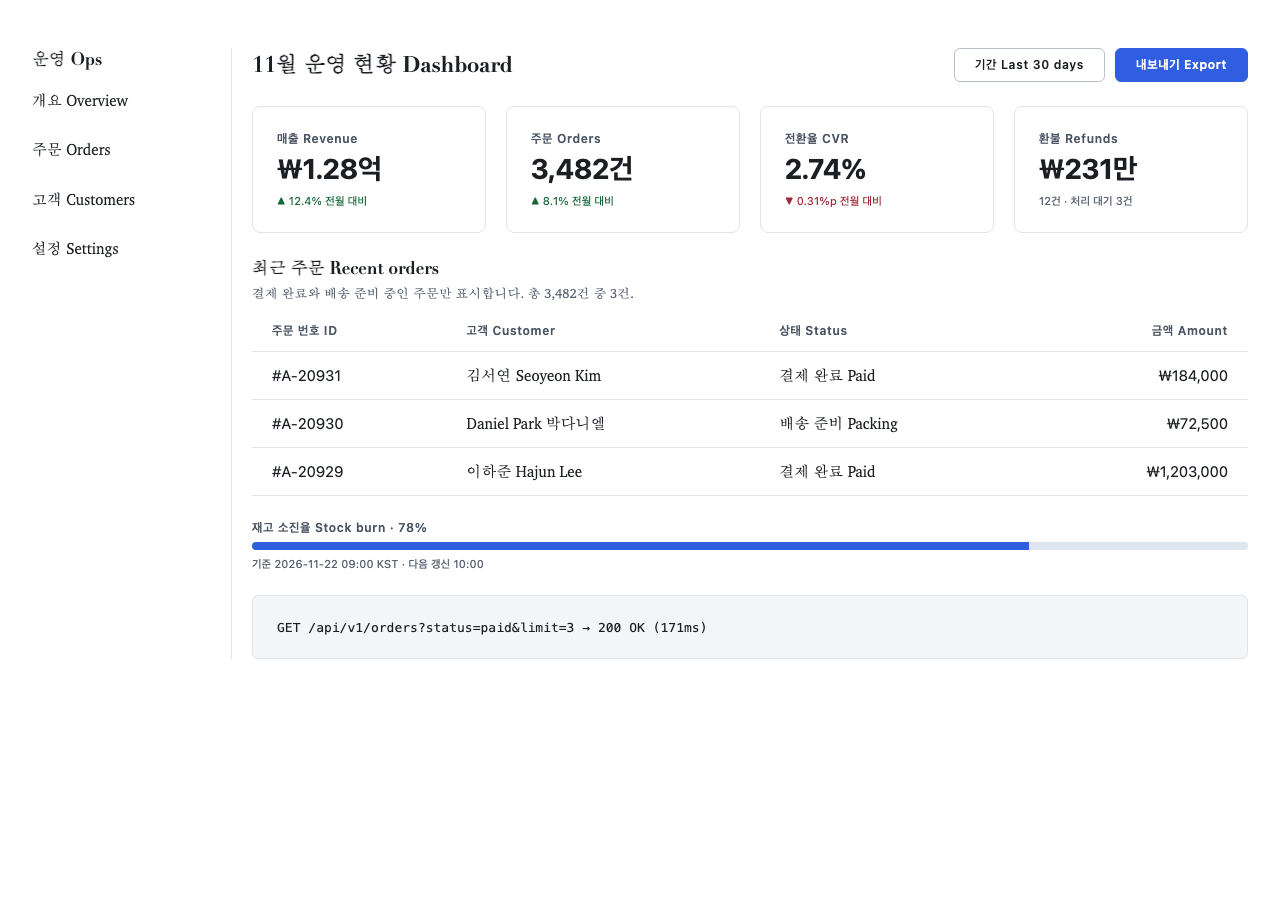 운영 Ops
개요 Overview
주문 Orders
고객 Customers
설정 Settings
11월 운영 현황 Dashboard
기간 Last 30 days
내보내기 Export
매출 Revenue
₩1.28억
▲ 12.4% 전월 대비
주문 Orders
3,482건
▲ 8.1% 전월 대비
전환율 CVR
2.74%
▼ 0.31%p 전월 대비
환불 Refunds
₩231만
12건 · 처리 대기 3건
최근 주문 Recent orders
결제 완료와 배송 준비 중인 주문만 표시합니다. 총 3,482건 중 3건.
주문 번호 ID 고객 Customer 상태 Status 금액 Amount
#A-20931 김서연 Seoyeon Kim 결제 완료 Paid ₩184,000
#A-20930 Daniel Park 박다니엘 배송 준비 Packing ₩72,500
#A-20929 이하준 Hajun Lee 결제 완료 Paid ₩1,203,000
재고 소진율 Stock burn · 78%
기준 2026-11-22 09:00 KST · 다음 갱신 10:00
GET /api/v1/orders?status=paid&limit=3 → 200 OK (171ms)